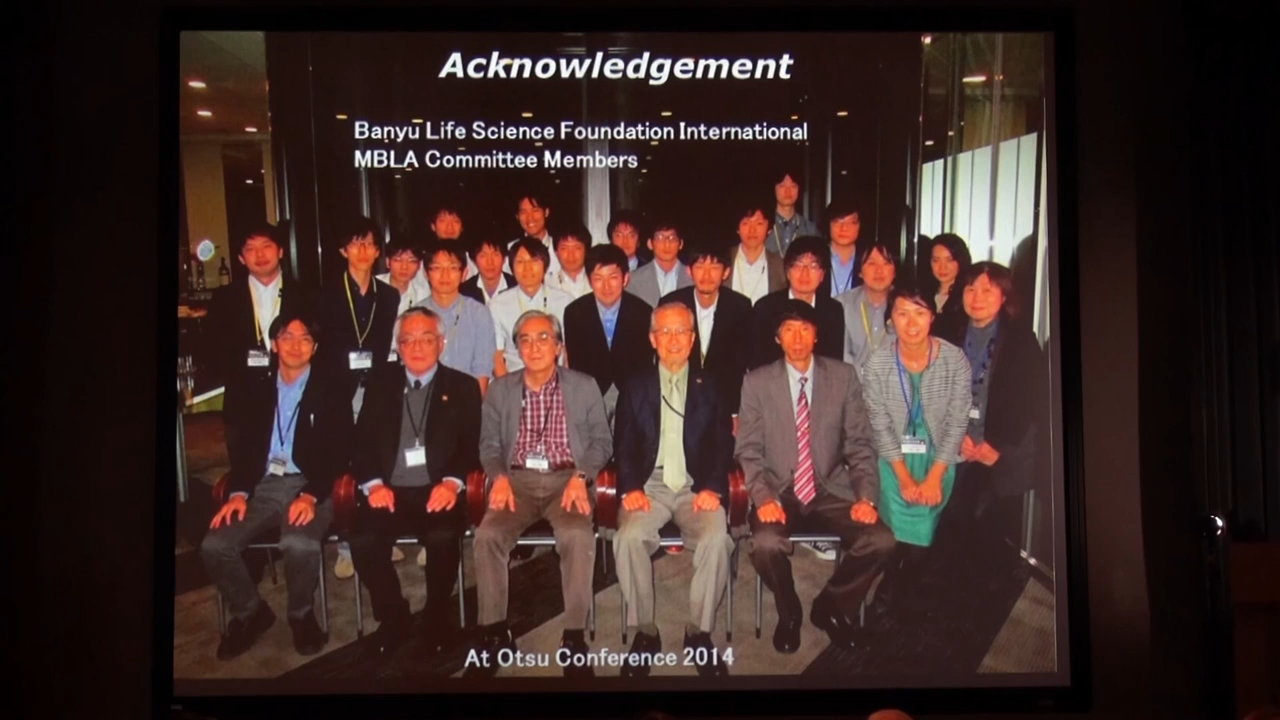 Acknowledgement
Banyu Life Science Foundation International
MBLA Committee Members
At Otsu Conference 2014